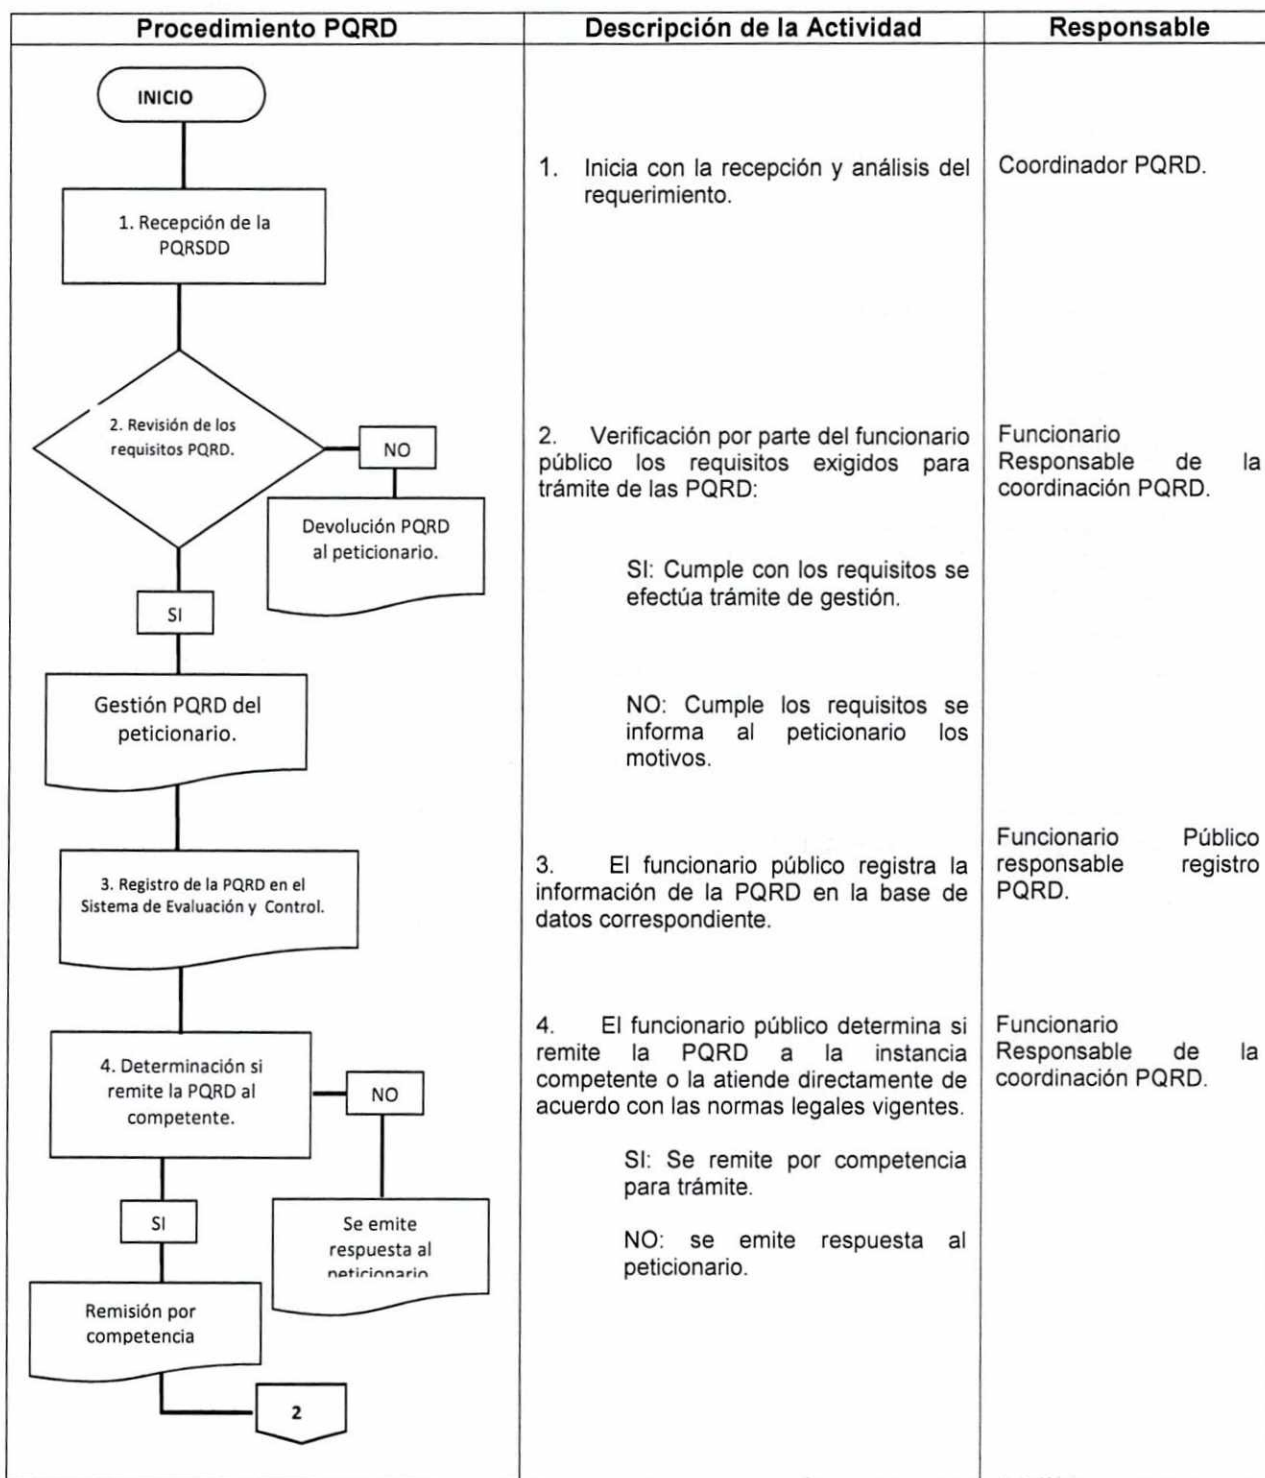 Procedimiento PQRD
Descripción de la Actividad
Responsable
INICIO
1. Recepción de la
PQRSDD
1. Inicia con la recepción y análisis del
requerimiento.
Coordinador PQRD.
2. Revisión de los
requisitos PQRD.
NO
Devolución PQRD
al peticionario.
SI
Gestión PQRD del
peticionario.
2. Verificación por parte del funcionario
público los requisitos exigidos para
trámite de las PQRD:
SI: Cumple con los requisitos se
efectúa trámite de gestión.
NO: Cumple los requisitos se
informa al peticionario los
motivos.
Funcionario
Responsable de la
coordinación PQRD.
3. Registro de la PQRD en el
Sistema de Evaluación y Control.
3. El funcionario público registra la
información de la PQRD en la base de
datos correspondiente.
Funcionario Público
responsable registro
PQRD.
4. Determinación si
remite la PQRD al
competente.
NO
SI
Se emite
respuesta al
peticionario
Remisión por
competencia
2
4. El funcionario público determina si
remite la PQRD a la instancia
competente o la atiende directamente de
acuerdo con las normas legales vigentes.
SI: Se remite por competencia
para trámite.
NO: se emite respuesta al
peticionario.
Funcionario
Responsable de la
coordinación PQRD.